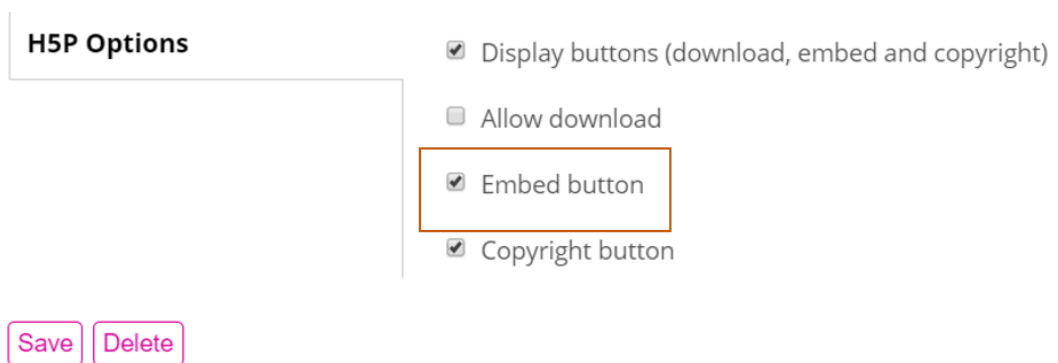 H5P Options
Display buttons (download, embed and copyright)
Allow download
Embed button
Copyright button
Save Delete